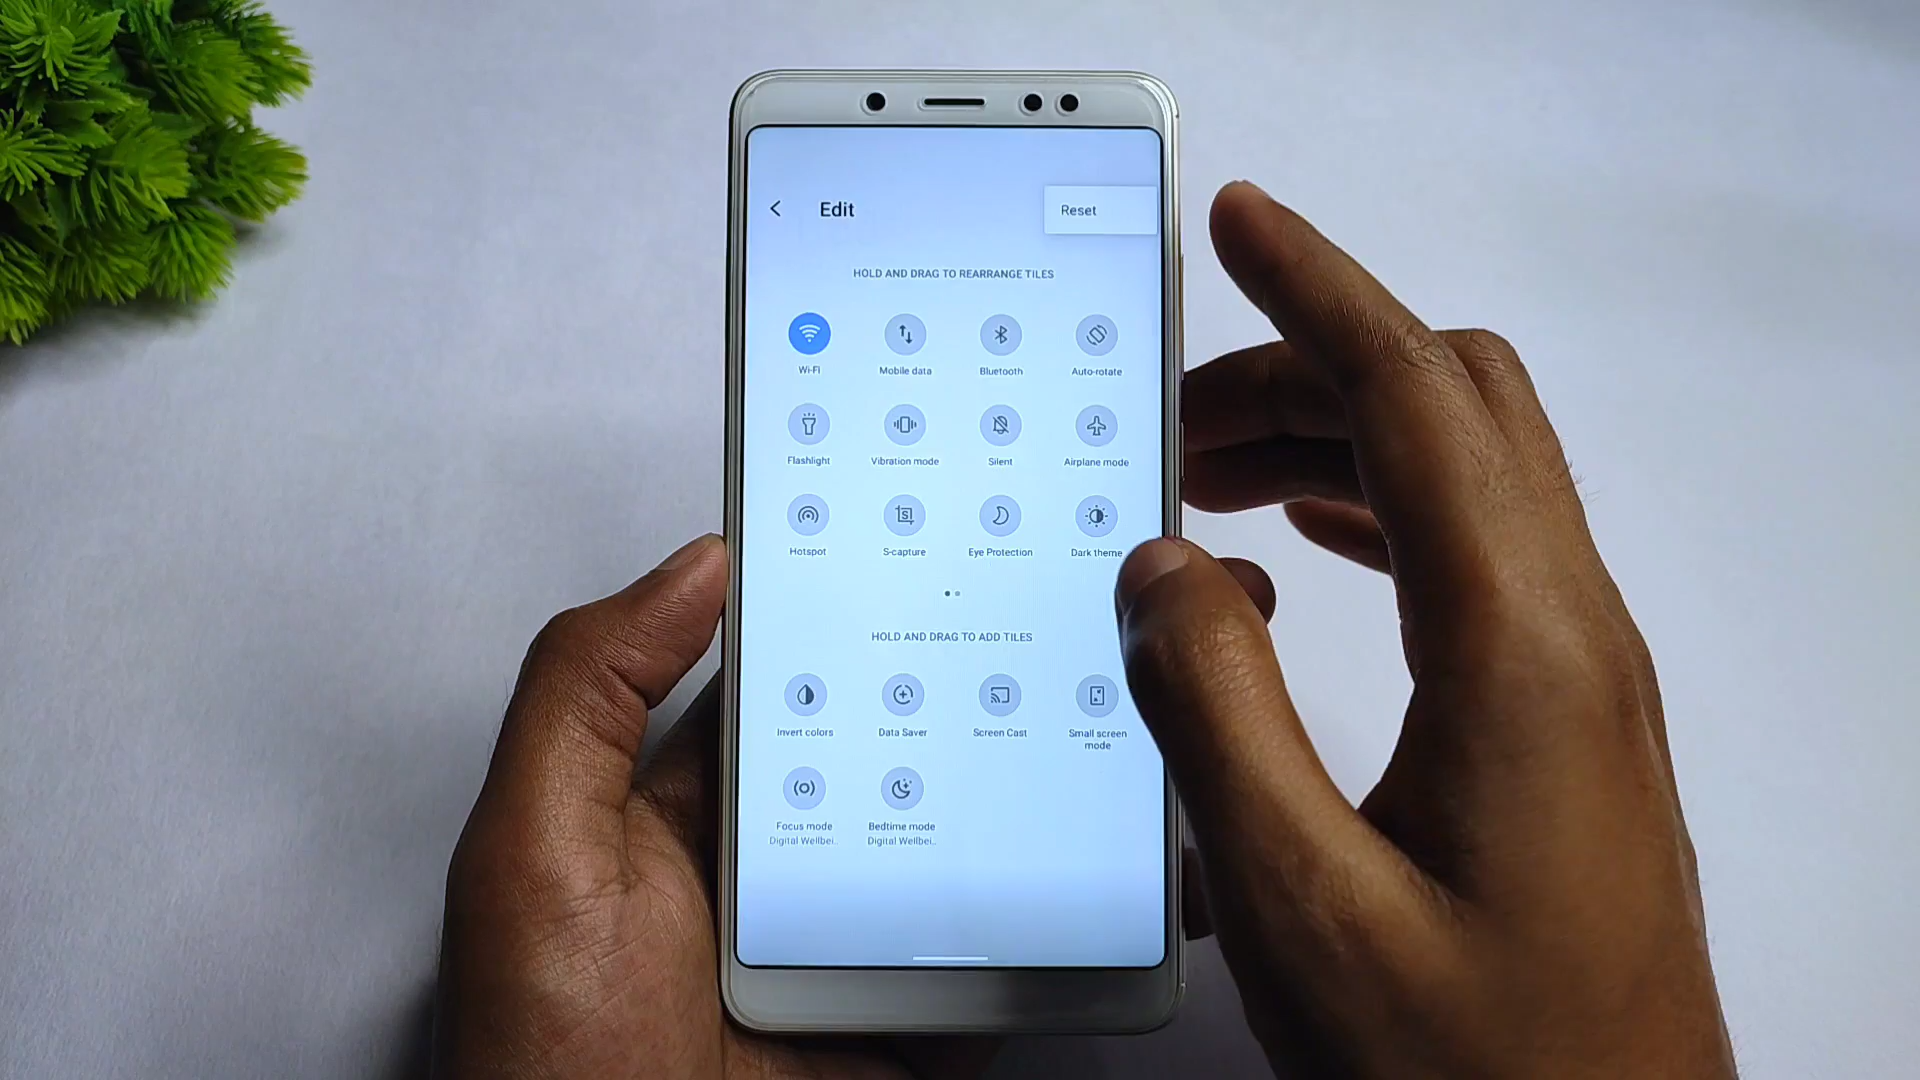 Edit
Reset
HOLD AND DRAG TO REARRANGE TILES
Wi-Fi
Mobile data
Bluetooth
Auto-rotate
Flashlight
Vibration mode
Silent
Airplane mode
Hotspot
S-capture
Eye Protection
Dark theme
HOLD AND DRAG TO ADD TILES
Invert colors
Data Saver
Screen Cast
Small screen
mode
Focus mode
Digital Wellbei..
Bedtime mode
Digital Wellbei..